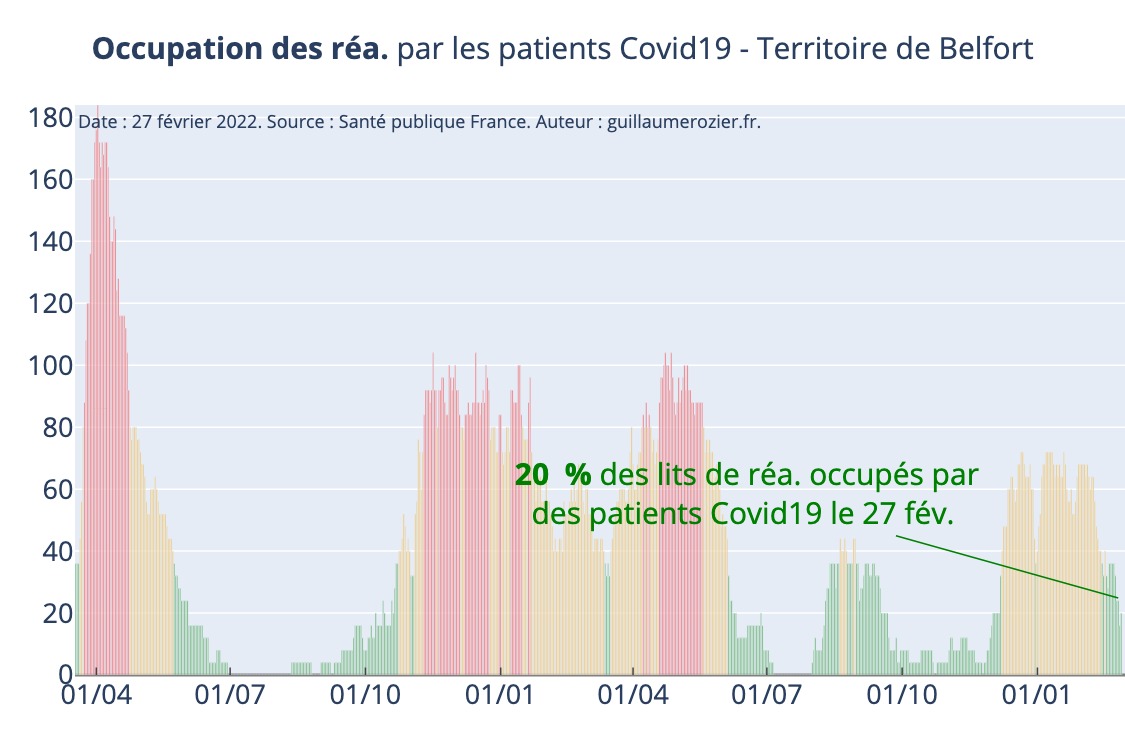 Occupation des réa. par les patients Covid19 - Territoire de Belfort
180
Date : 27 février 2022. Source : Santé publique France. Auteur : guillaumerozier.fr.
160
140
120
100
80
20 % des lits de réa. occupés par
60
des patients Covid19 le 27 fév.
40
20
0
01/04 01/07 01/10 01/01 01/04 01/07 01/10 01/01